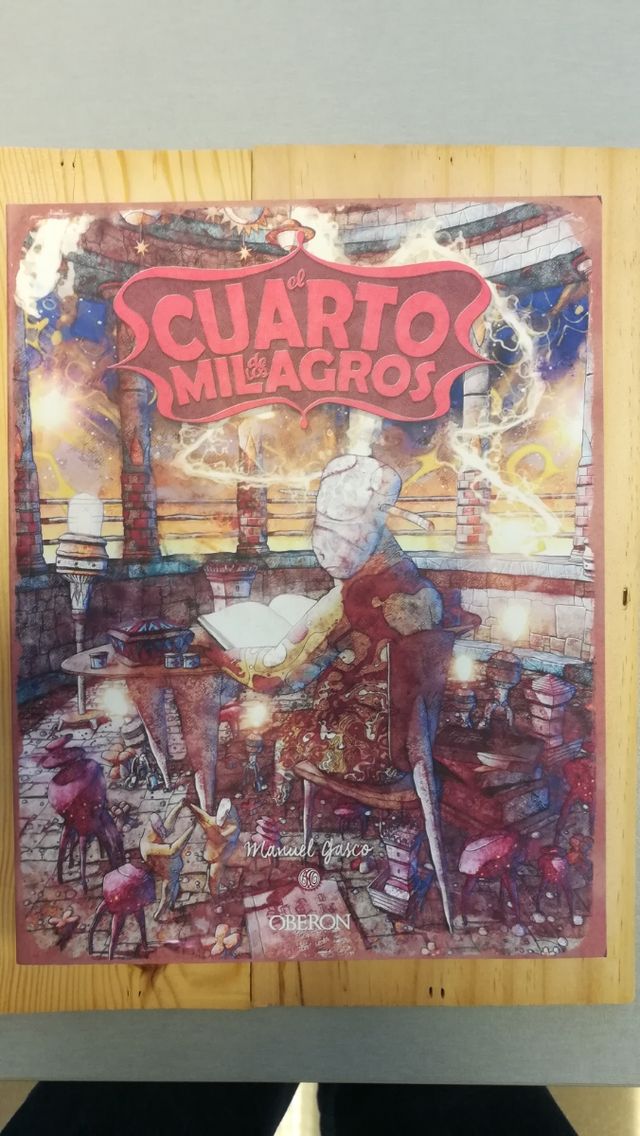 el
CUARTO
de los
MILAGROS
Manuel Gasco
OBERON